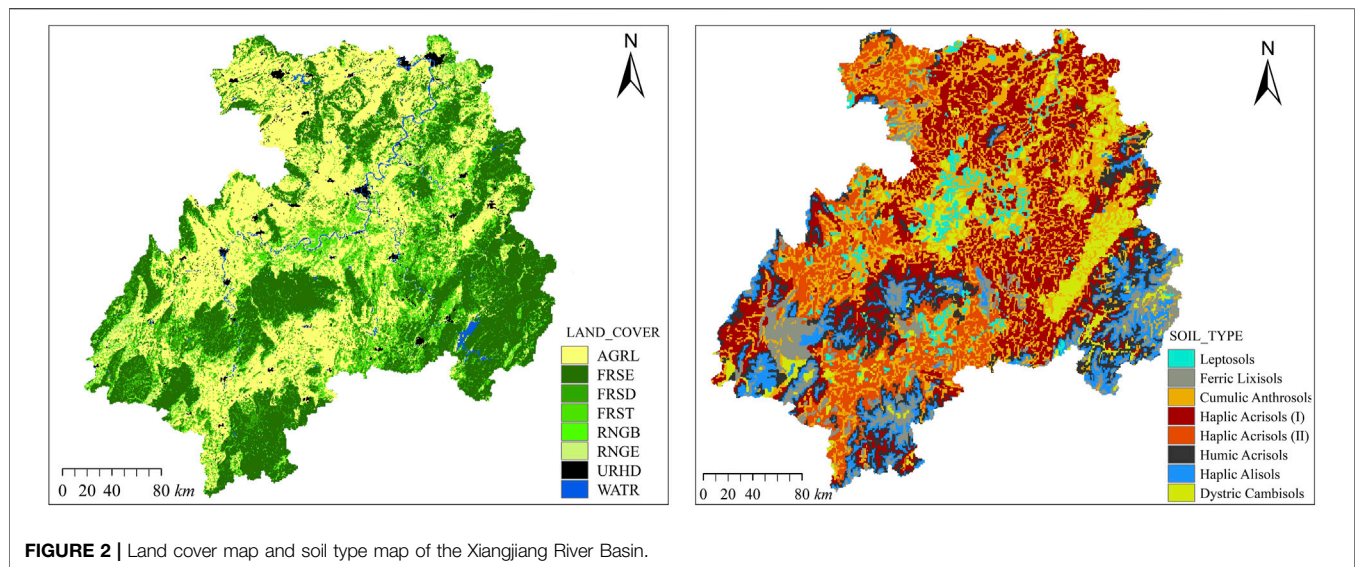 N
LAND_COVER
AGRL
FRSE
FRSD
FRST
RNGB
RNGE
URHD
WATR
0 20 40 80 km
N
SOIL_TYPE
Leptosols
Ferric Lixisols
Cumulic Anthrosols
Haplic Acrisols (I)
Haplic Acrisols (II)
Humic Acrisols
Haplic Alisols
Dystric Cambisols
0 20 40 80 km
FIGURE 2 | Land cover map and soil type map of the Xiangjiang River Basin.